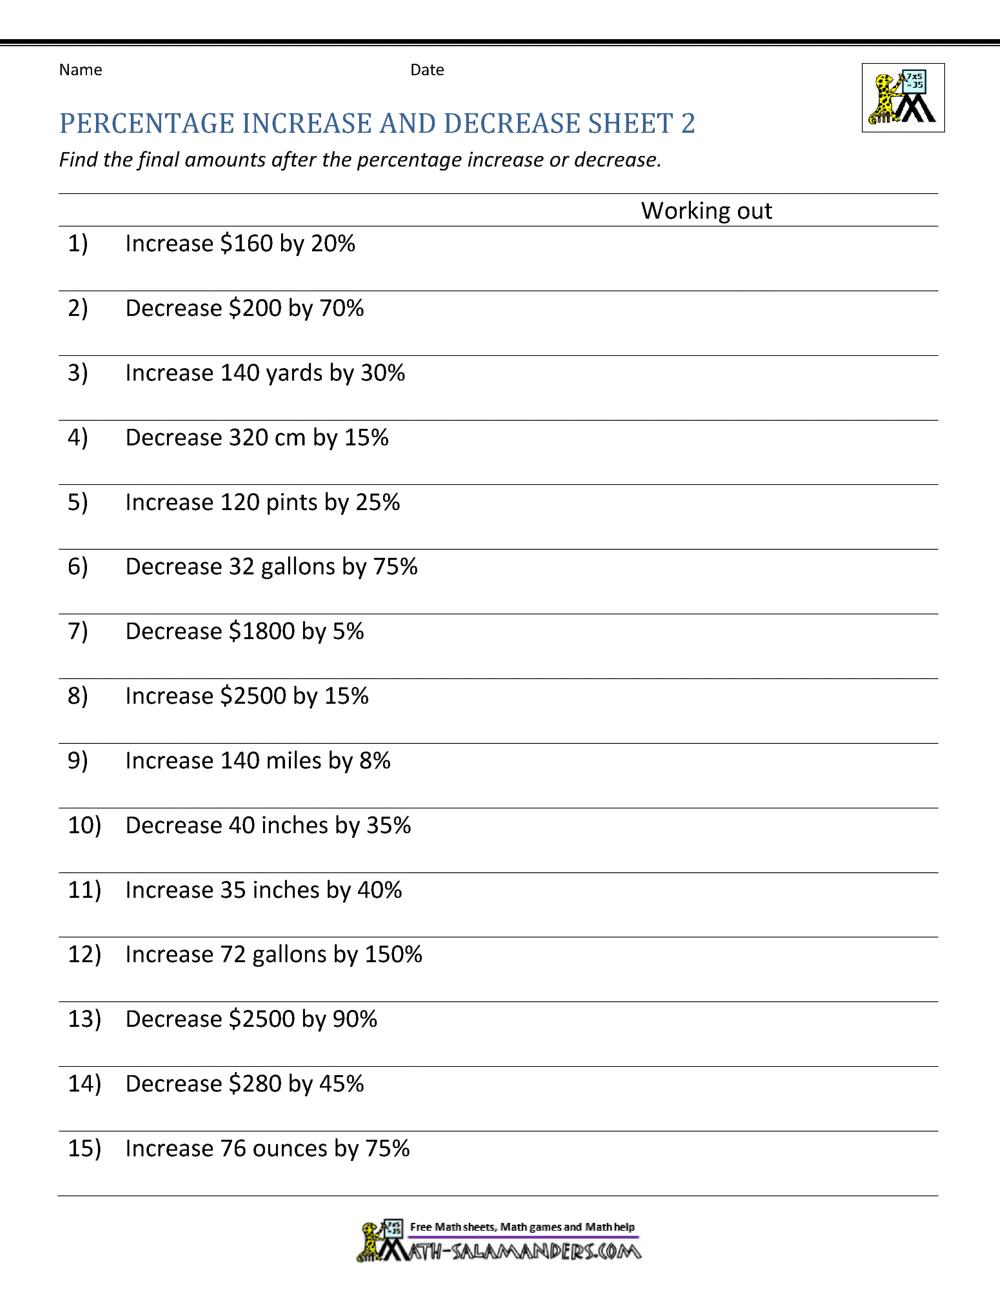 Name Date
7x5
=35
PERCENTAGE INCREASE AND DECREASE SHEET 2
Find the final amounts after the percentage increase or decrease.
Working out
1) Increase $160 by 20%
2) Decrease $200 by 70%
3) Increase 140 yards by 30%
4) Decrease 320 cm by 15%
5) Increase 120 pints by 25%
6) Decrease 32 gallons by 75%
7) Decrease $1800 by 5%
8) Increase $2500 by 15%
9) Increase 140 miles by 8%
10) Decrease 40 inches by 35%
11) Increase 35 inches by 40%
12) Increase 72 gallons by 150%
13) Decrease $2500 by 90%
14) Decrease $280 by 45%
15) Increase 76 ounces by 75%
7x5
=35
Free Math sheets, Math games and Math help
MATH-SALAMANDERS.COM